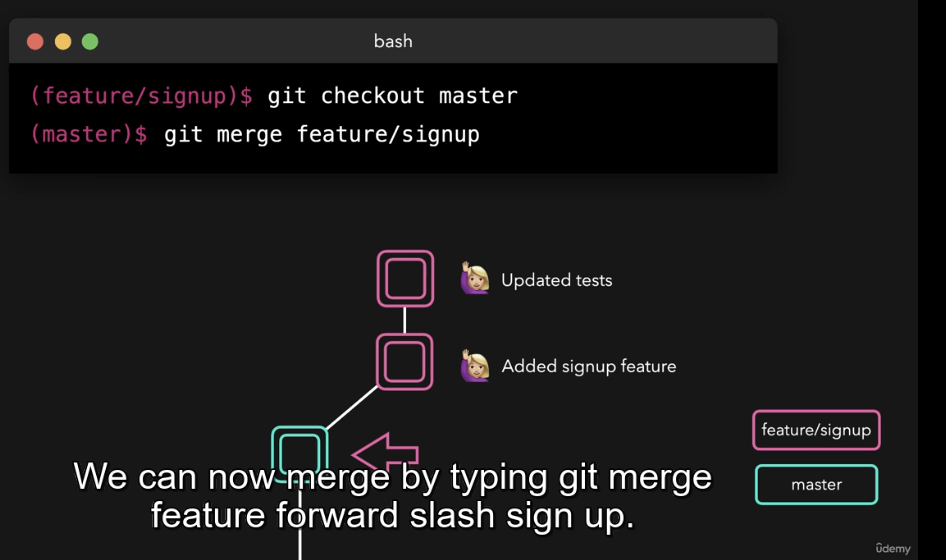 bash
(feature/signup)$ git checkout master
(master)$ git merge feature/signup
Updated tests
Added signup feature
feature/signup
master
We can now merge by typing git merge
feature forward slash sign up.
ûdemy